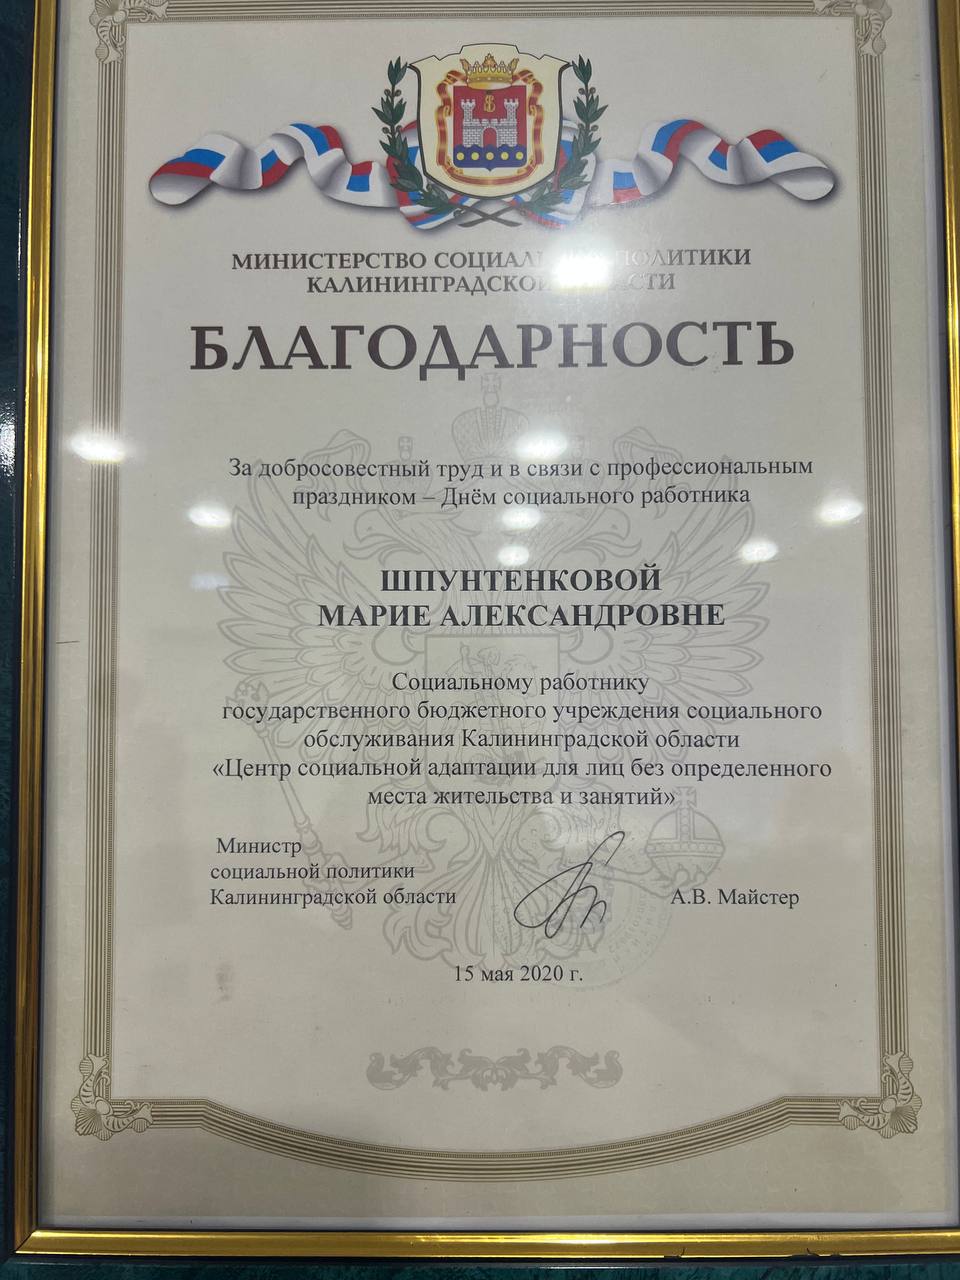 МИНИСТЕРСТВО СОЦИАЛЬНОЙ ПОЛИТИКИ
КАЛИНИНГРАДСКОЙ ОБЛАСТИ
БЛАГОДАРНОСТЬ
За добросовестный труд и в связи с профессиональным
праздником – Днём социального работника
ШПУНТЕНКОВОЙ
МАРИЕ АЛЕКСАНДРОВНЕ
Социальному работнику
государственного бюджетного учреждения социального
обслуживания Калининградской области
«Центр социальной адаптации для лиц без определенного
места жительства и занятий»
Министр
социальной политики
Калининградской области
А.В. Майстер
15 мая 2020 г.